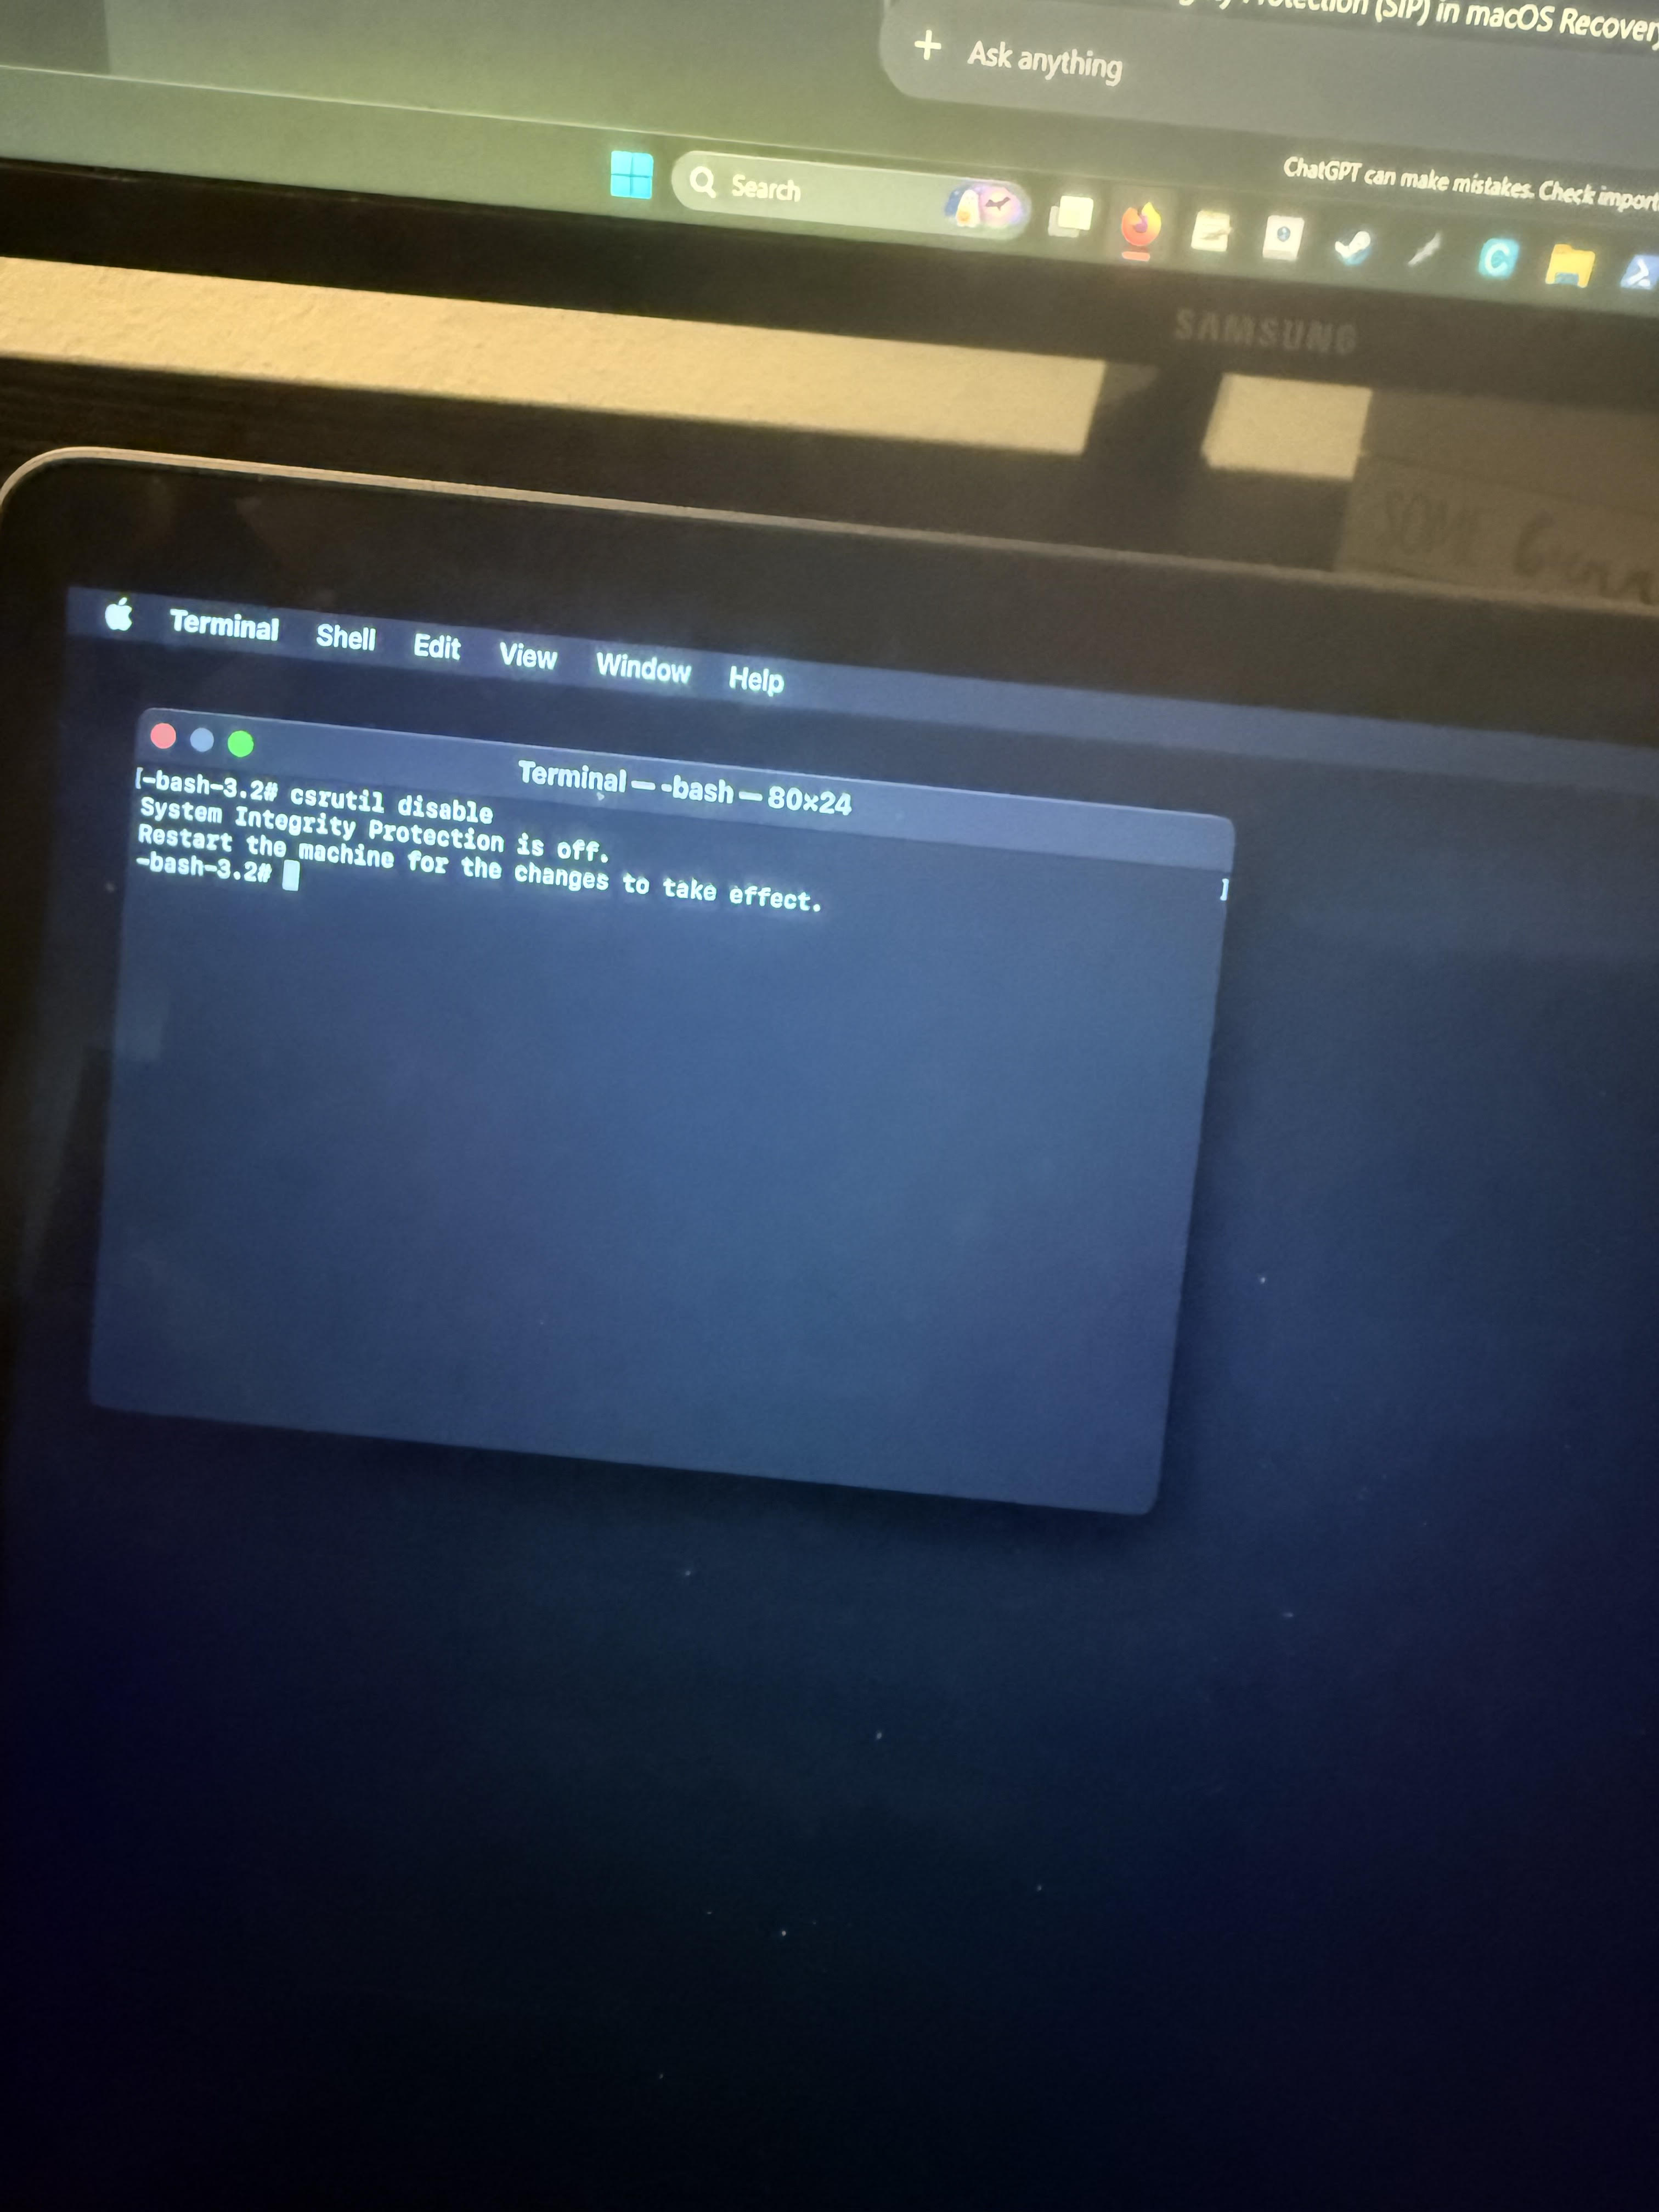 Protection (SIP) in macOS Recovery
+ Ask anything
ChatGPT can make mistakes. Check import
Search
SAMSUNG
SOME
Terminal Shell Edit View Window Help
Terminal — -bash — 80×24
[-bash-3.2# csrutil disable ]
System Integrity Protection is off.
Restart the machine for the changes to take effect.
-bash-3.2#